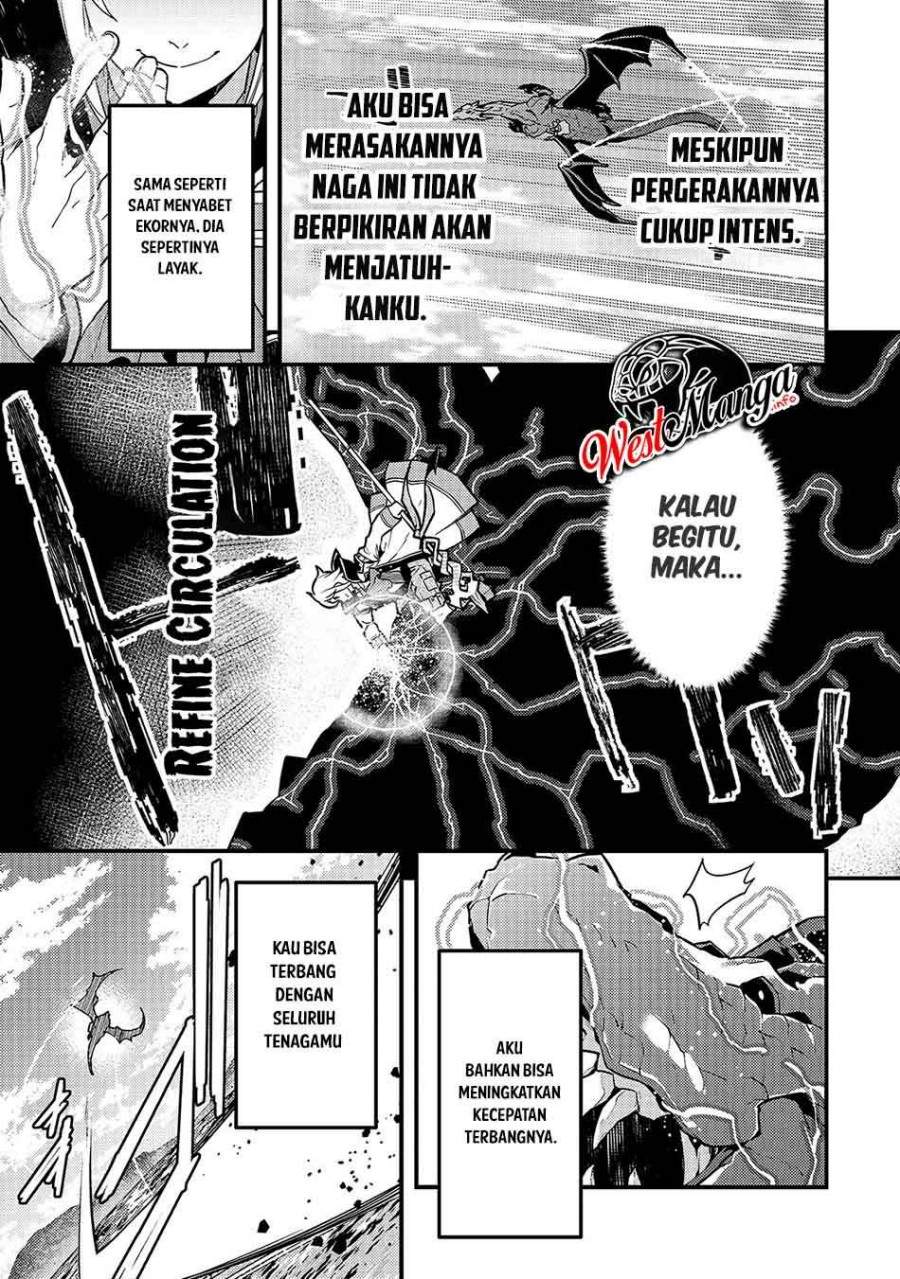 MESKIPUN
PERGERAKANNYA
CUKUP INTENS.
AKU BISA
MERASAKANNYA
NAGA INI TIDAK
BERPIKIRAN AKAN
MENJATUH-
KANKU.
SAMA SEPERTI
SAAT MENYABET
EKORNYA, DIA
SEPERTINYA
LAYAK.
WestManga
.info
KALAU
BEGITU,
MAKA...
REFINE CIRCULATION
AKU
BAHKAN BISA
MENINGKATKAN
KECEPATAN
TERBANGNYA.
KAU BISA
TERBANG
DENGAN
SELURUH
TENAGAMU